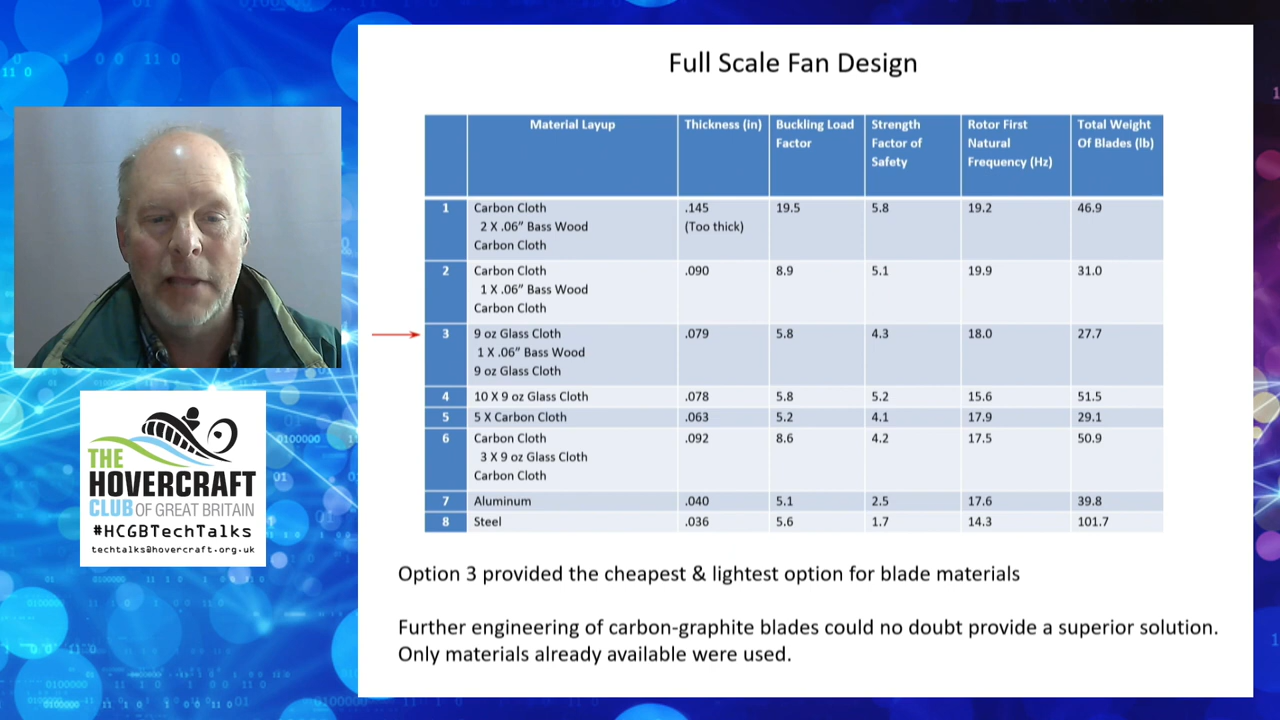 Full Scale Fan Design
Material Layup
Thickness (in)
Buckling Load
Factor
Strength
Factor of
Safety
Rotor First
Natural
Frequency (Hz)
Total Weight
Of Blades (lb)
1
Carbon Cloth
2 X .06” Bass Wood
Carbon Cloth
.145
(Too thick)
19.5
5.8
19.2
46.9
2
Carbon Cloth
1 X .06” Bass Wood
Carbon Cloth
.090
8.9
5.1
19.9
31.0
3
9 oz Glass Cloth
1 X .06” Bass Wood
9 oz Glass Cloth
.079
5.8
4.3
18.0
27.7
4
10 X 9 oz Glass Cloth
.078
5.8
5.2
15.6
51.5
5
5 X Carbon Cloth
.063
5.2
4.1
17.9
29.1
6
Carbon Cloth
3 X 9 oz Glass Cloth
Carbon Cloth
.092
8.6
4.2
17.5
50.9
7
Aluminum
.040
5.1
2.5
17.6
39.8
8
Steel
.036
5.6
1.7
14.3
101.7
Option 3 provided the cheapest & lightest option for blade materials
Further engineering of carbon-graphite blades could no doubt provide a superior solution.
Only materials already available were used.
THE
HOVERCRAFT
CLUB OF GREAT BRITAIN
#HCGBTechTalks
techtalks@hovercraft.org.uk